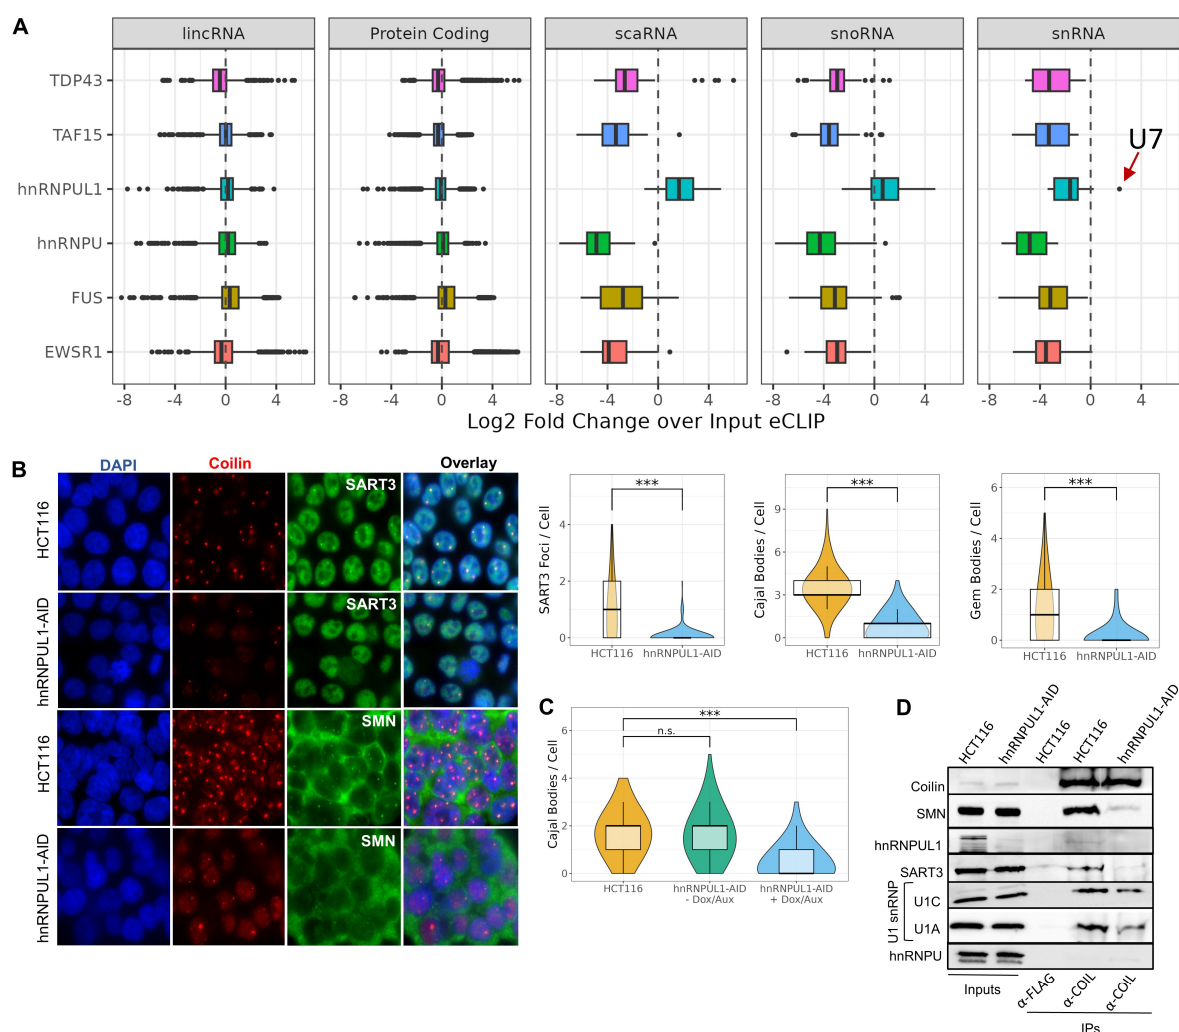 A
lincRNA Protein Coding scaRNA snoRNA snRNA
TDP43
TAF15
U7
hnRNPUL1
hnRNPU
FUS
EWSR1
-8 -4 0 4 -8 -4 0 4 -8 -4 0 4 -8 -4 0 4 -8 -4 0 4
Log2 Fold Change over Input eCLIP
B
DAPI Coilin Overlay
HCT116
SART3
hnRNPUL1-AID
SART3
HCT116
SMN
hnRNPUL1-AID
SMN
SART3 Foci / Cell
4
2
0
***
HCT116 hnRNPUL1-AID
Cajal Bodies / Cell
9
6
3
0
***
HCT116 hnRNPUL1-AID
Gem Bodies / Cell
6
4
2
0
***
HCT116 hnRNPUL1-AID
C
Cajal Bodies / Cell
6
4
2
0
***
n.s.
HCT116 hnRNPUL1-AID hnRNPUL1-AID
- Dox/Aux + Dox/Aux
D
HCT116 hnRNPUL1-AID HCT116 HCT116 hnRNPUL1-AID
Coilin
SMN
hnRNPUL1
SART3
U1 snRNP
U1C
U1A
hnRNPU
Inputs α-FLAG α-COIL α-COIL
IPs